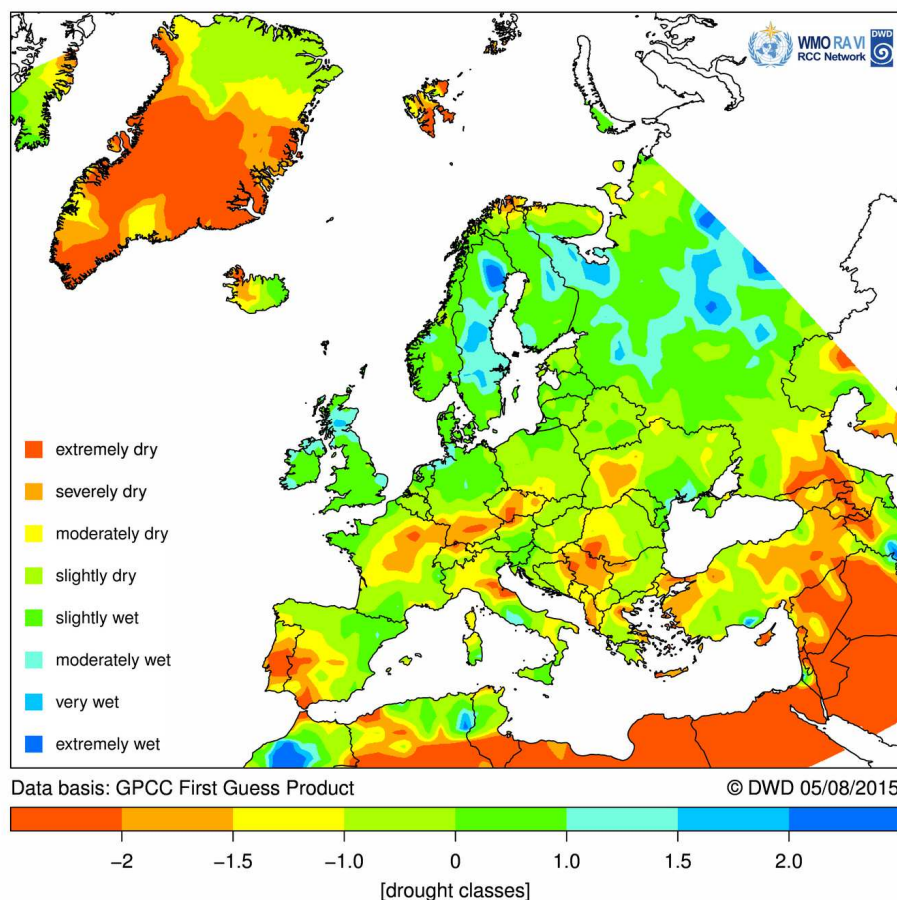 WMO RA VI
RCC Network
DWD
extremely dry
severely dry
moderately dry
slightly dry
slightly wet
moderately wet
very wet
extremely wet
Data basis: GPCC First Guess Product
© DWD 05/08/2015
−2 −1.5 −1.0 0 1.0 1.5 2.0
[drought classes]